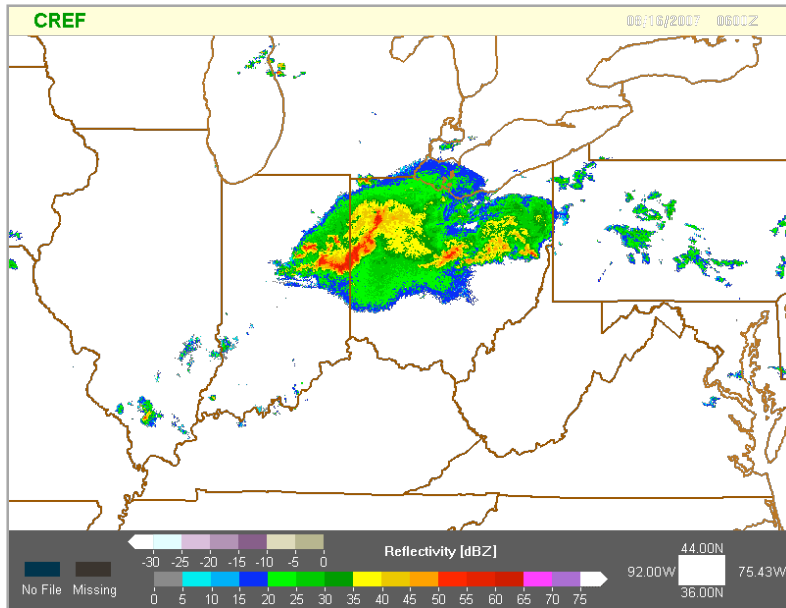 CREF 08/16/2007 0600Z
Reflectivity [dBZ]
-30 -25 -20 -15 -10 -5 0
44.00N
92.00W 75.43W
36.00N
No File Missing
0 5 10 15 20 25 30 35 40 45 50 55 60 65 70 75